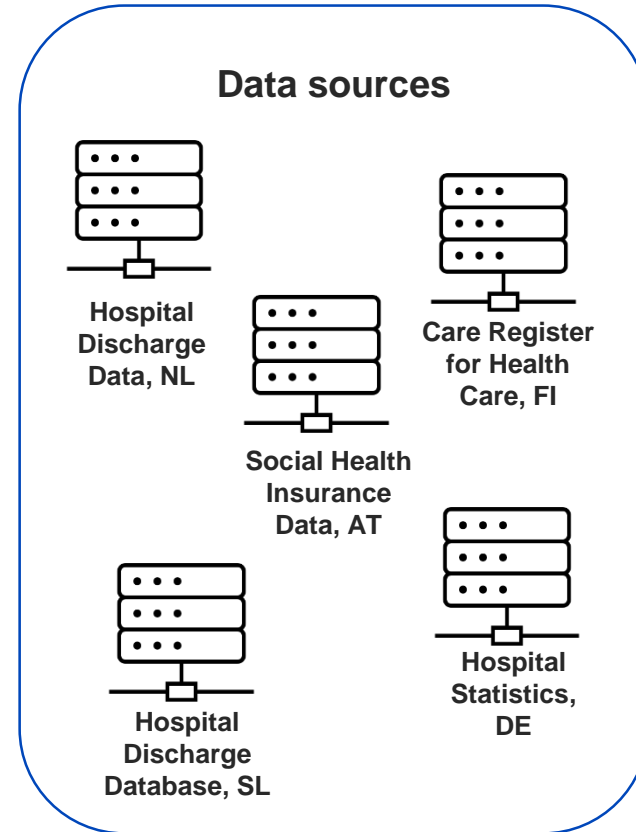 Data sources
Hospital
Discharge
Data, NL
Care Register
for Health
Care, FI
Social Health
Insurance
Data, AT
Hospital
Discharge
Database, SL
Hospital
Statistics,
DE